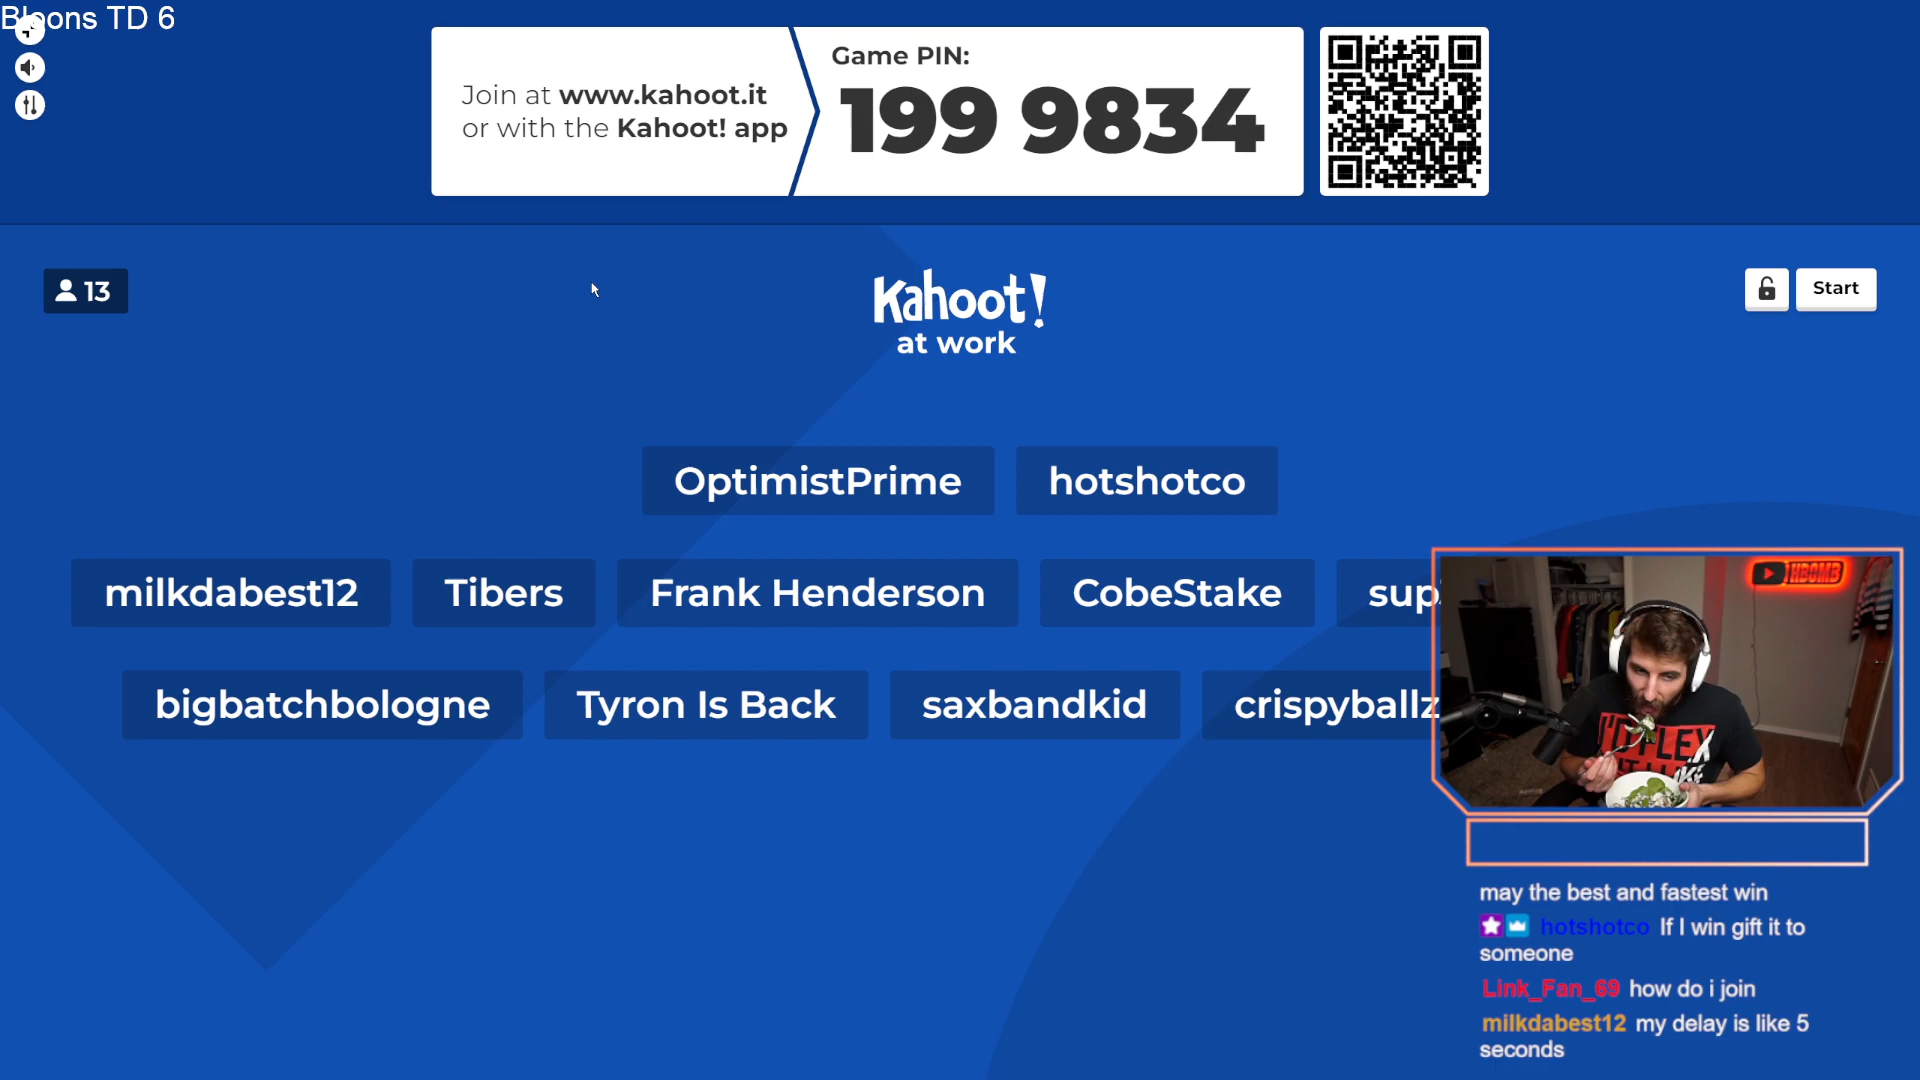 Bloons TD 6
Join at www.kahoot.it
or with the Kahoot! app
Game PIN:
199 9834
13
Kahoot!
at work
Start
OptimistPrime
hotshotco
milkdabest12
Tibers
Frank Henderson
CobeStake
sup
bigbatchbologne
Tyron Is Back
saxbandkid
crispyballz
may the best and fastest win
hotshotco If I win gift it to
someone
Link_Fan_69 how do i join
milkdabest12 my delay is like 5
seconds